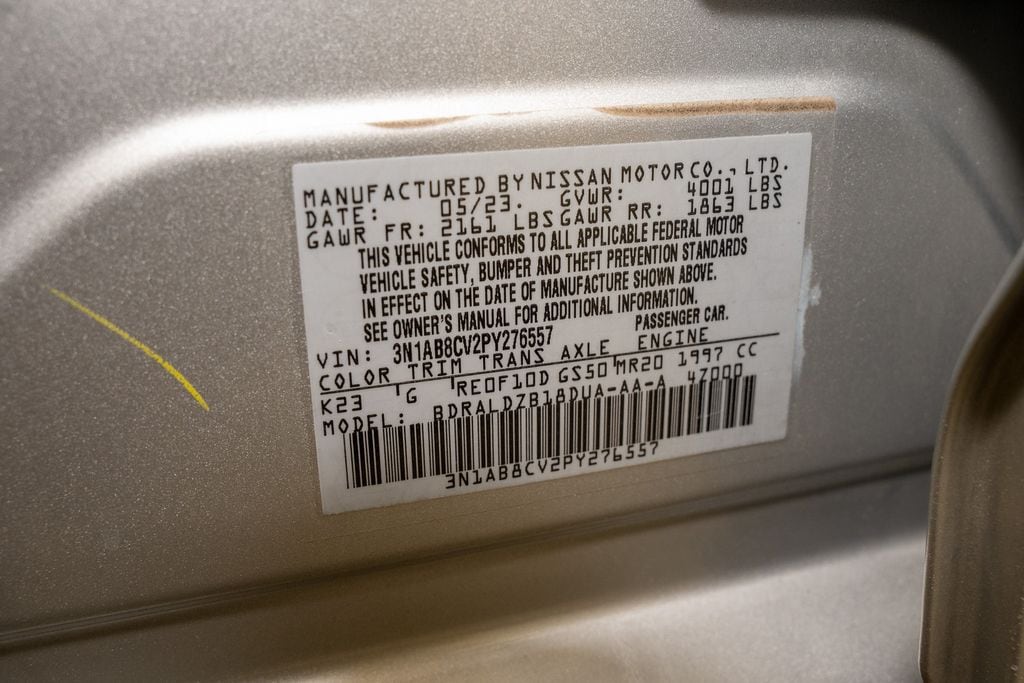 MANUFACTURED BY NISSAN MOTOR CO., LTD.
DATE: 05/23. GVWR: 4001 LBS
GAWR FR: 2161 LBS GAWR RR: 1863 LBS
THIS VEHICLE CONFORMS TO ALL APPLICABLE FEDERAL MOTOR
VEHICLE SAFETY, BUMPER AND THEFT PREVENTION STANDARDS
IN EFFECT ON THE DATE OF MANUFACTURE SHOWN ABOVE.
SEE OWNER'S MANUAL FOR ADDITIONAL INFORMATION.
VIN: 3N1AB8CV2PY276557 PASSENGER CAR.
COLOR TRIM TRANS AXLE ENGINE
K23 G RE0F10D GS50 MR20 1997 CC
MODEL: BDRALDZB18DUA-AA-A 47000
3N1AB8CV2PY276557